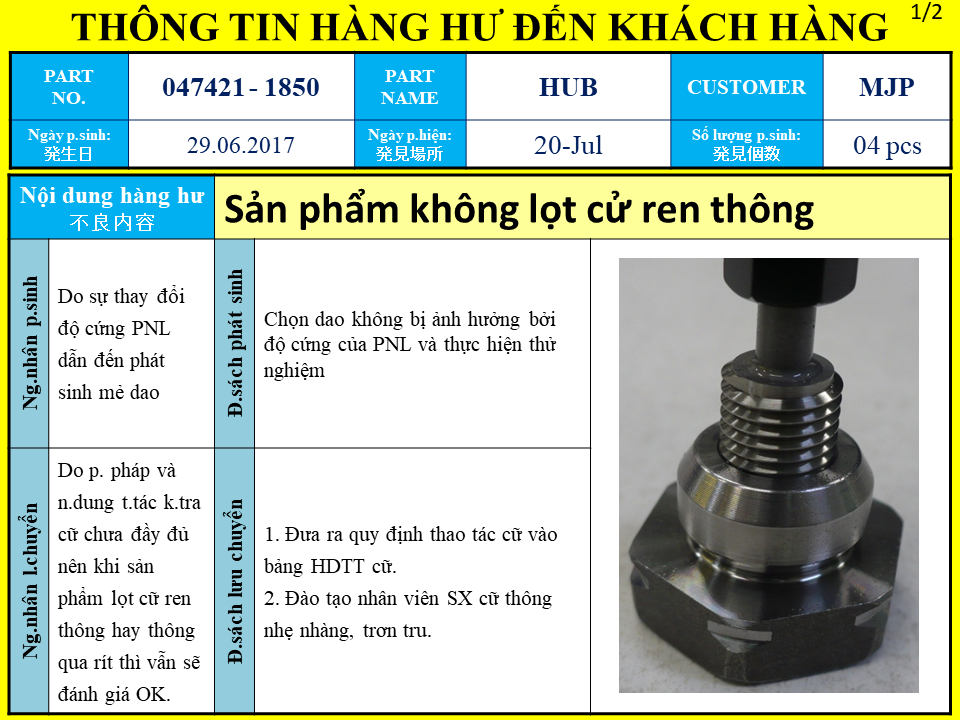 1/2
THÔNG TIN HÀNG HƯ ĐẾN KHÁCH HÀNG
PART
NO.
047421 - 1850
PART
NAME
HUB
CUSTOMER
MJP
Ngày p.sinh:
発生日
29.06.2017
Ngày p.hiện:
発見場所
20-Jul
Số lượng p.sinh:
発見個数
04 pcs
Nội dung hàng hư
不良内容
Sản phẩm không lọt cử ren thông
Ng.nhân p.sinh
Do sự thay đổi
độ cứng PNL
dẫn đến phát
sinh mẻ dao
Đ.sách phát sinh
Chọn dao không bị ảnh hưởng bởi
độ cứng của PNL và thực hiện thử
nghiệm
Ng.nhân l.chuyển
Do p. pháp và
n.dung t.tác k.tra
cữ chưa đầy đủ
nên khi sản
phẩm lọt cữ ren
thông hay thông
qua rít thì vẫn sẽ
đánh giá OK.
Đ.sách lưu chuyển
1. Đưa ra quy định thao tác cữ vào
bảng HDTT cữ.
2. Đào tạo nhân viên SX cữ thông
nhẹ nhàng, trơn tru.